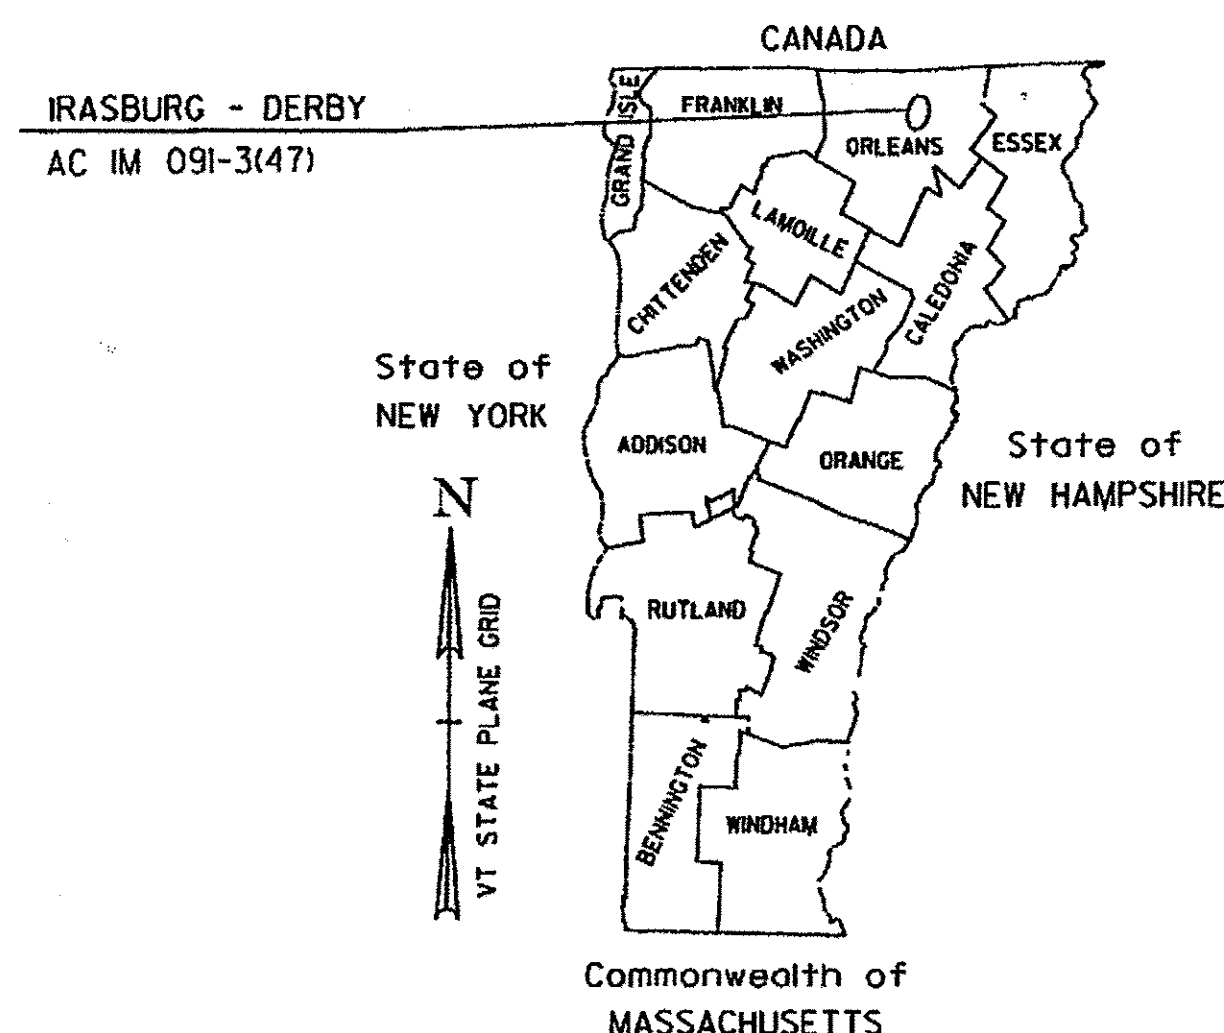 CANADA
IRASBURG - DERBY
AC IM 091-3(47)
GRAND ISLE
FRANKLIN
ORLEANS
ESSEX
LAMOILLE
CHITTENDEN
WASHINGTON
CALEDONIA
State of
NEW YORK
ADDISON
ORANGE
State of
NEW HAMPSHIRE
N
VT STATE PLANE GRID
RUTLAND
WINDSOR
BENNINGTON
WINDHAM
Commonwealth of
MASSACHUSETTS